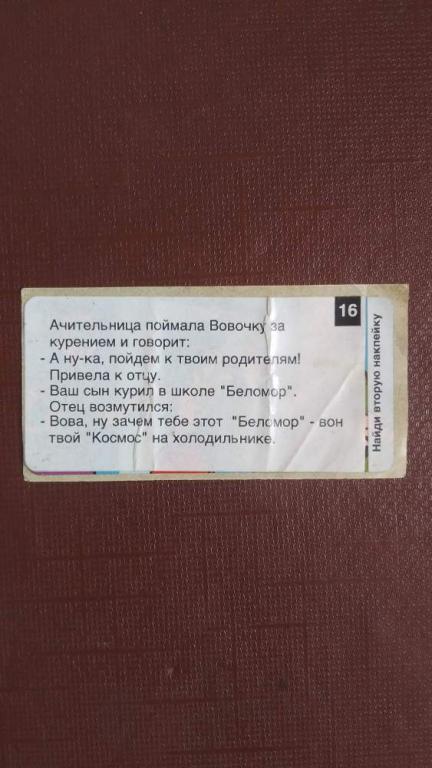 16
Ачительница поймала Вовочку за
курением и говорит:
- А ну-ка, пойдем к твоим родителям!
Привела к отцу.
- Ваш сын курил в школе "Беломор".
Отец возмутился:
- Вова, ну зачем тебе этот "Беломор" - вон
твой "Космос" на холодильнике.
Найди вторую наклейку